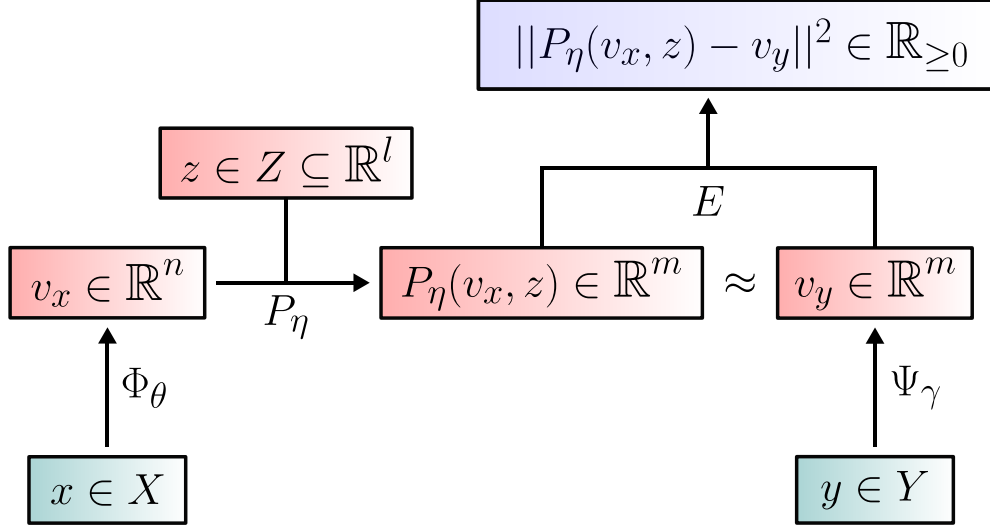 ||P_η(v_x, z) − v_y||² ∈ ℝ_≥0
z ∈ Z ⊆ ℝ^l
E
v_x ∈ ℝ^n
P_η
P_η(v_x, z) ∈ ℝ^m
≈
v_y ∈ ℝ^m
Φ_θ
Ψ_γ
x ∈ X
y ∈ Y